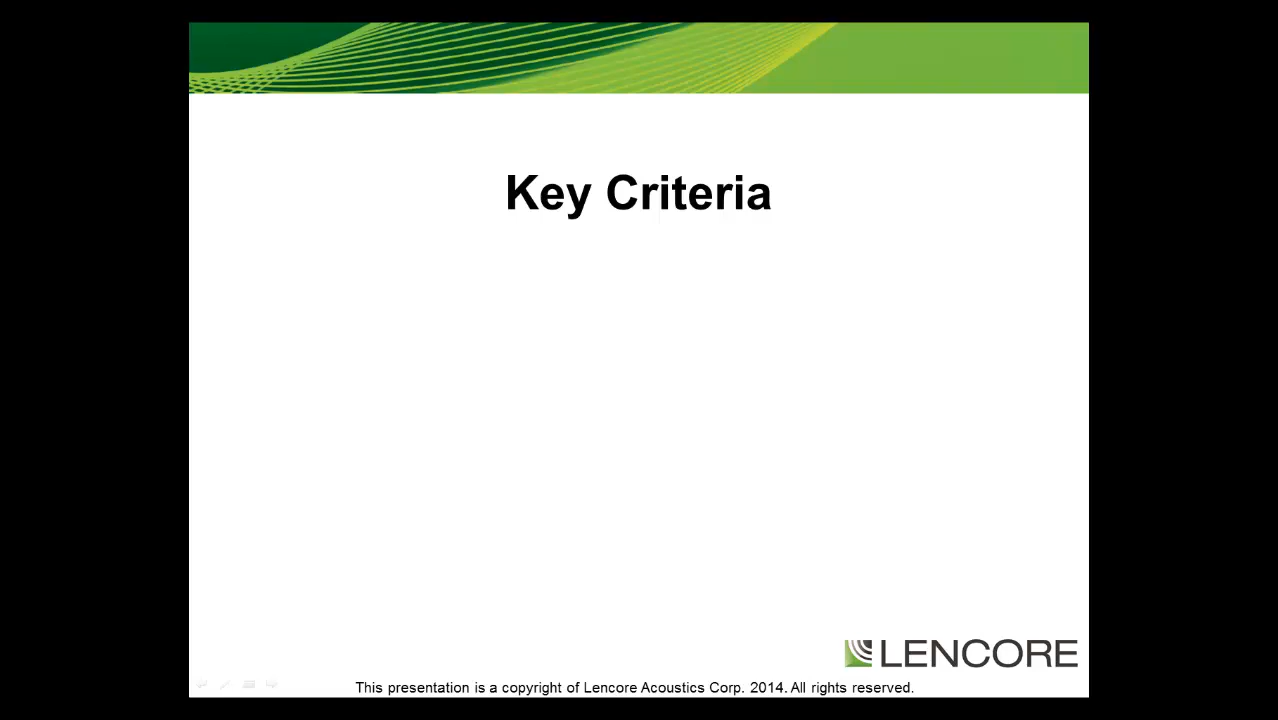 Key Criteria
LENCORE
This presentation is a copyright of Lencore Acoustics Corp. 2014. All rights reserved.